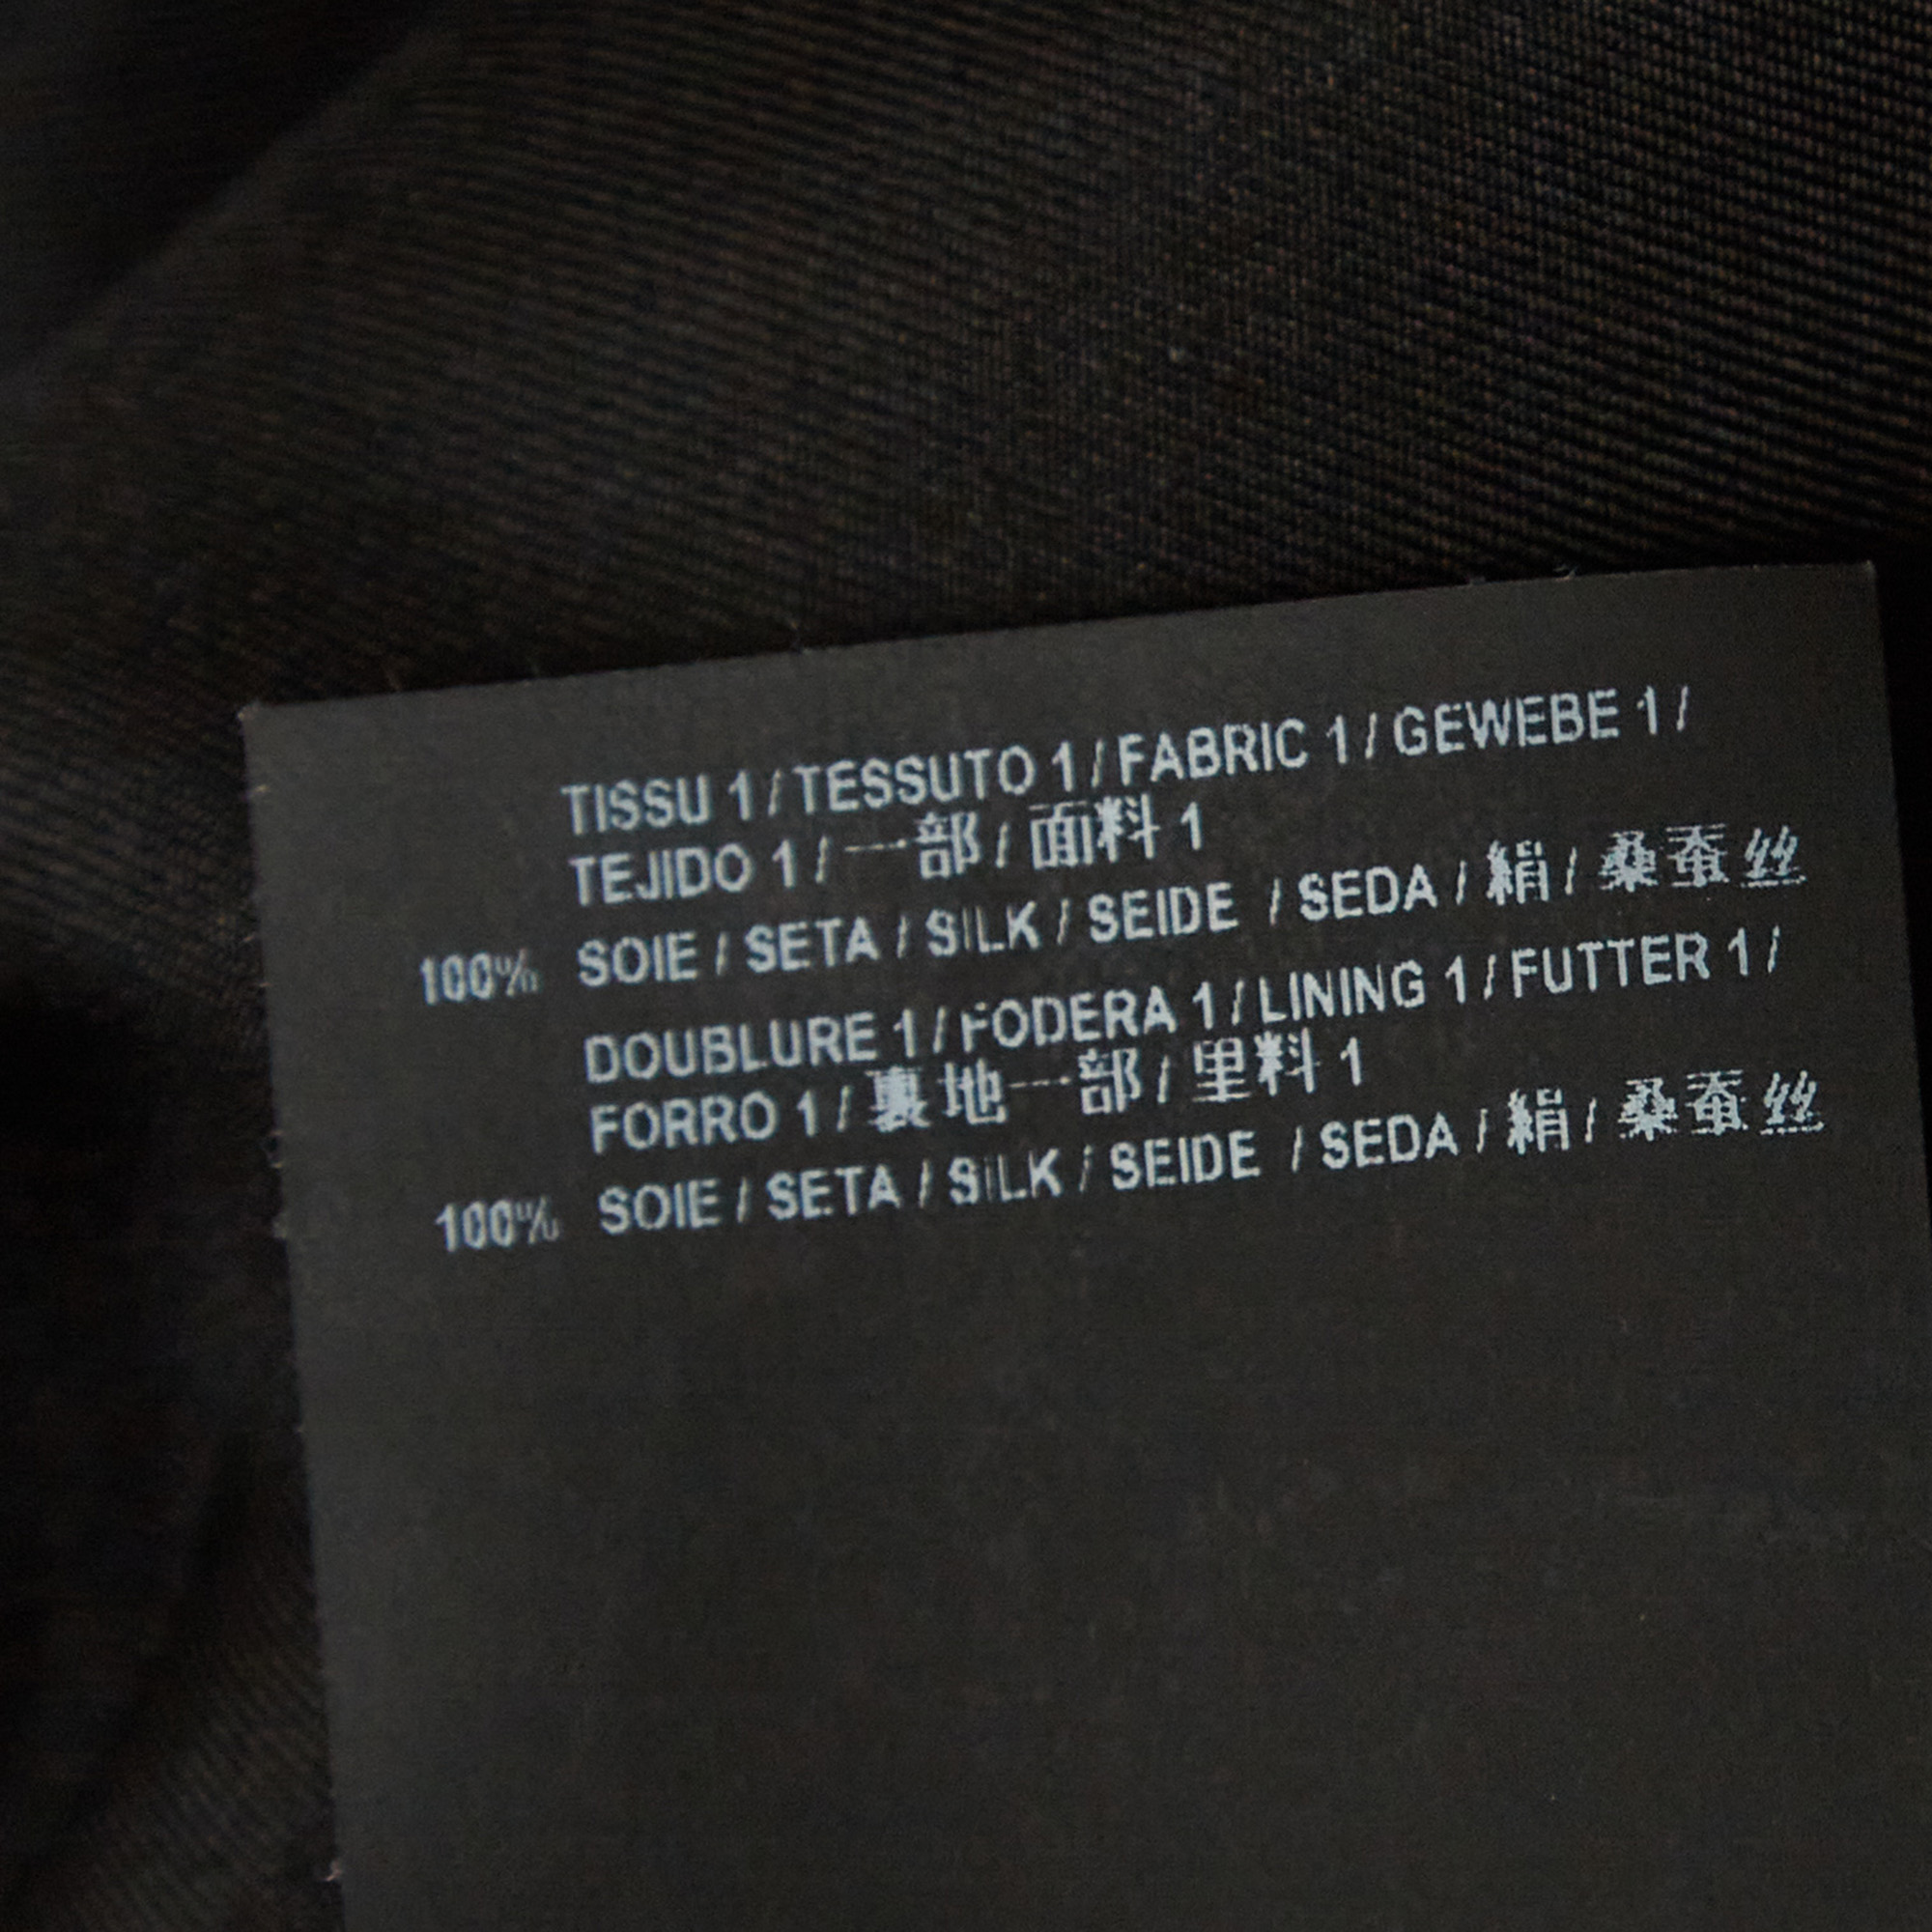 TISSU 1 / TESSUTO 1 / FABRIC 1 / GEWEBE 1 /
TEJIDO 1 / 一部 / 面料 1
100% SOIE / SETA / SILK / SEIDE / SEDA / 絹 / 桑蚕丝
DOUBLURE 1 / FODERA 1 / LINING 1 / FUTTER 1 /
FORRO 1 / 裏地一部 / 里料 1
100% SOIE / SETA / SILK / SEIDE / SEDA / 絹 / 桑蚕丝